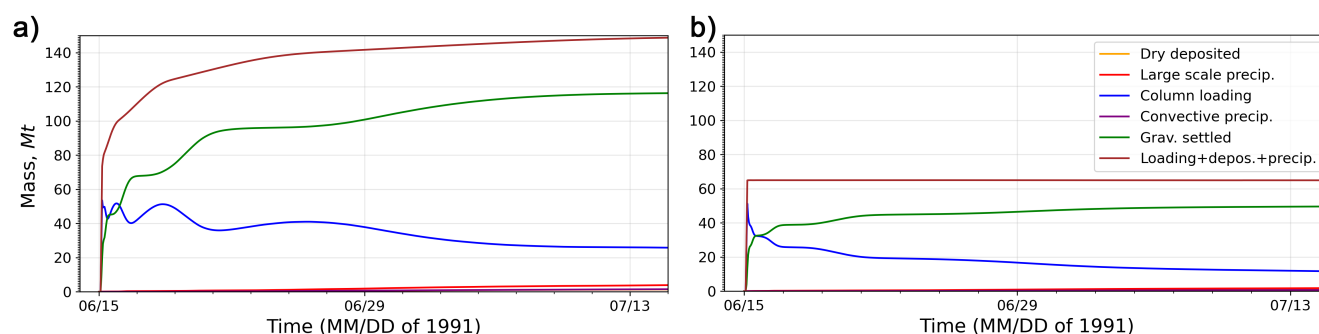 a)
140
120
100
80
60
40
20
0
Mass, Mt
06/15
06/29
07/13
Time (MM/DD of 1991)
b)
140
120
100
80
60
40
20
0
Dry deposited
Large scale precip.
Column loading
Convective precip.
Grav. settled
Loading+depos.+precip.
06/15
06/29
07/13
Time (MM/DD of 1991)